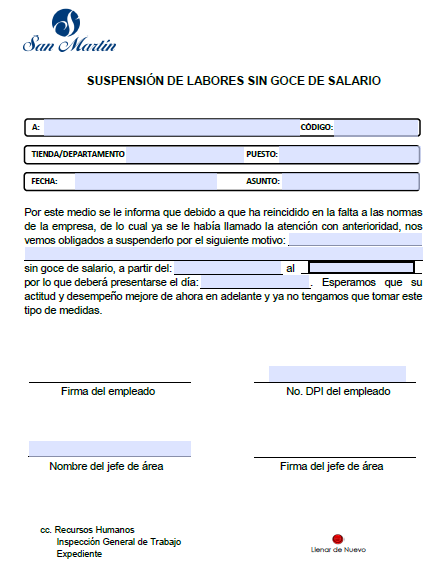 San Martín
SUSPENSIÓN DE LABORES SIN GOCE DE SALARIO
A: CÓDIGO:
TIENDA/DEPARTAMENTO PUESTO:
FECHA: ASUNTO:
Por este medio se le informa que debido a que ha reincidido en la falta a las normas
de la empresa, de lo cual ya se le había llamado la atención con anterioridad, nos
vemos obligados a suspenderlo por el siguiente motivo:
sin goce de salario, a partir del: al
por lo que deberá presentarse el día: . Esperamos que su
actitud y desempeño mejore de ahora en adelante y ya no tengamos que tomar este
tipo de medidas.
Firma del empleado No. DPI del empleado
Nombre del jefe de área Firma del jefe de área
cc. Recursos Humanos
Inspección General de Trabajo
Expediente
Llenar de Nuevo